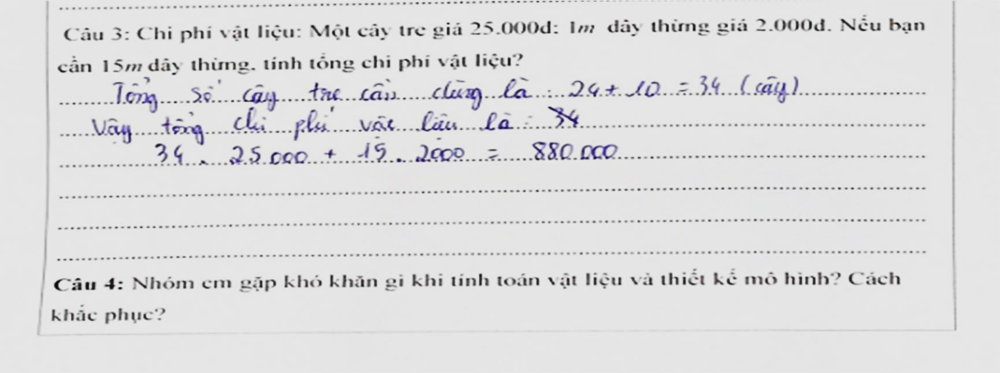 Câu 3: Chi phí vật liệu: Một cây tre giá 25.000đ; 1m dây thừng giá 2.000đ. Nếu bạn
cần 15m dây thừng, tính tổng chi phí vật liệu?
Tổng số cây tre cần dùng là : 24 + 10 = 34 (cây)
Vậy tổng chi phí vật liệu là : 34
34 . 25 000 + 15 . 2000 = 880 000
Câu 4: Nhóm em gặp khó khăn gì khi tính toán vật liệu và thiết kế mô hình? Cách
khắc phục?